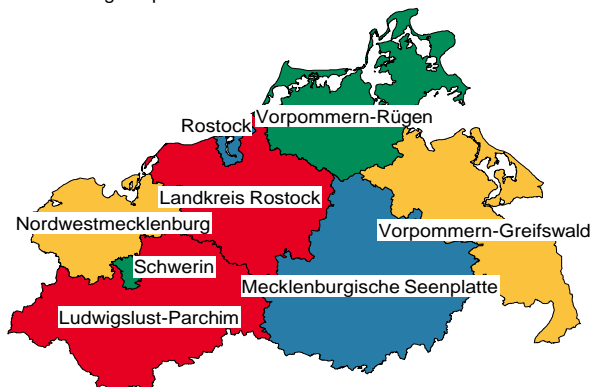 Rostock
Vorpommern-Rügen
Landkreis Rostock
Nordwestmecklenburg
Vorpommern-Greifswald
Schwerin
Mecklenburgische Seenplatte
Ludwigslust-Parchim